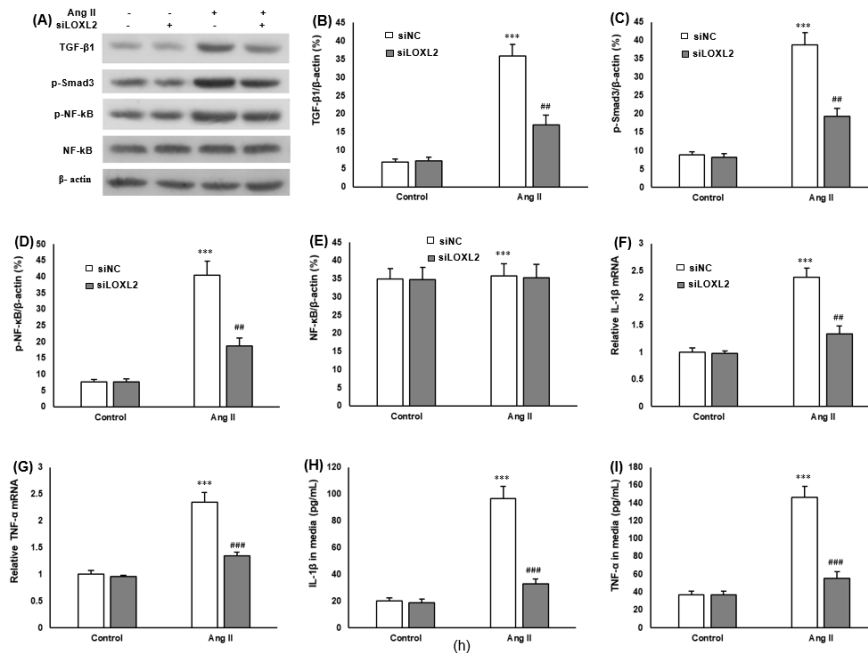 (A)
Ang II - - + +
siLOXL2 - + - +
TGF-β1
p-Smad3
p-NF-kB
NF-kB
β- actin
(B)
TGF-β1/β-actin (%)
45
40
35
30
25
20
15
10
5
0
siNC
siLOXL2
***
##
Control
Ang II
(C)
p-Smad3/β-actin (%)
45
40
35
30
25
20
15
10
5
0
siNC
siLOXL2
***
##
Control
Ang II
(D)
p-NF-κB/β-actin (%)
50
45
40
35
30
25
20
15
10
5
0
siNC
siLOXL2
***
##
Control
Ang II
(E)
NF-κB/β-actin (%)
45
40
35
30
25
20
15
10
5
0
siNC
siLOXL2
***
Control
Ang II
(F)
Relative IL-1β mRNA
3
2.5
2
1.5
1
0.5
0
siNC
siLOXL2
***
##
Control
Ang II
(G)
Relative TNF-α mRNA
3
2.5
2
1.5
1
0.5
0
siNC
siLOXL2
***
###
Control
Ang II
(H)
IL-1β in media (pg/mL)
120
100
80
60
40
20
0
siNC
siLOXL2
***
###
Control
Ang II
(I)
TNF-α in media (pg/mL)
180
160
140
120
100
80
60
40
20
0
siNC
siLOXL2
***
###
Control
Ang II
(h)